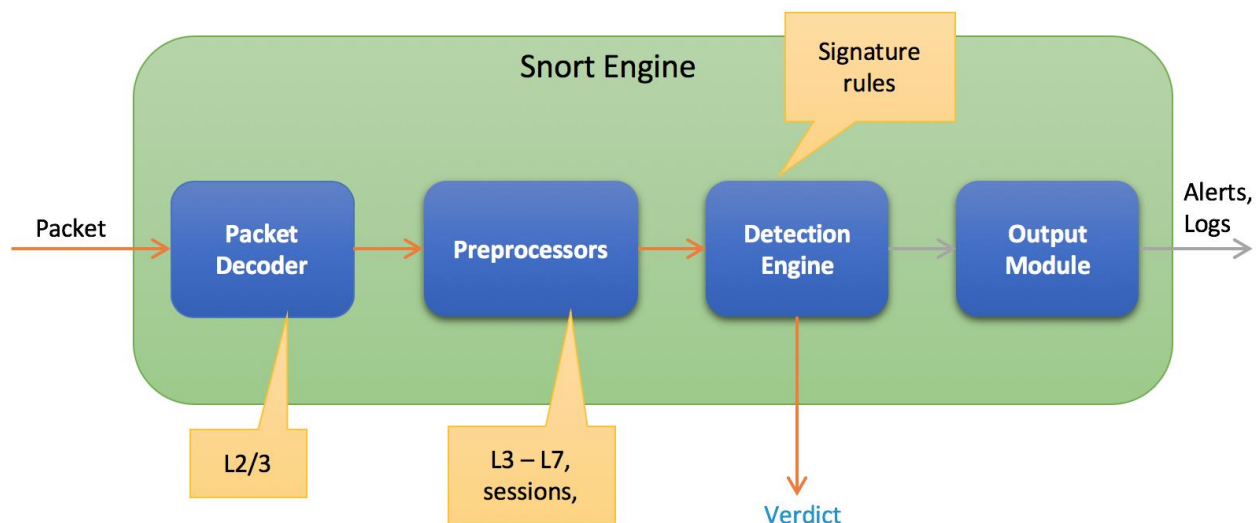 Snort Engine
Signature
rules
Packet
Packet
Decoder
Preprocessors
Detection
Engine
Output
Module
Alerts,
Logs
L2/3
L3 – L7,
sessions,
Verdict